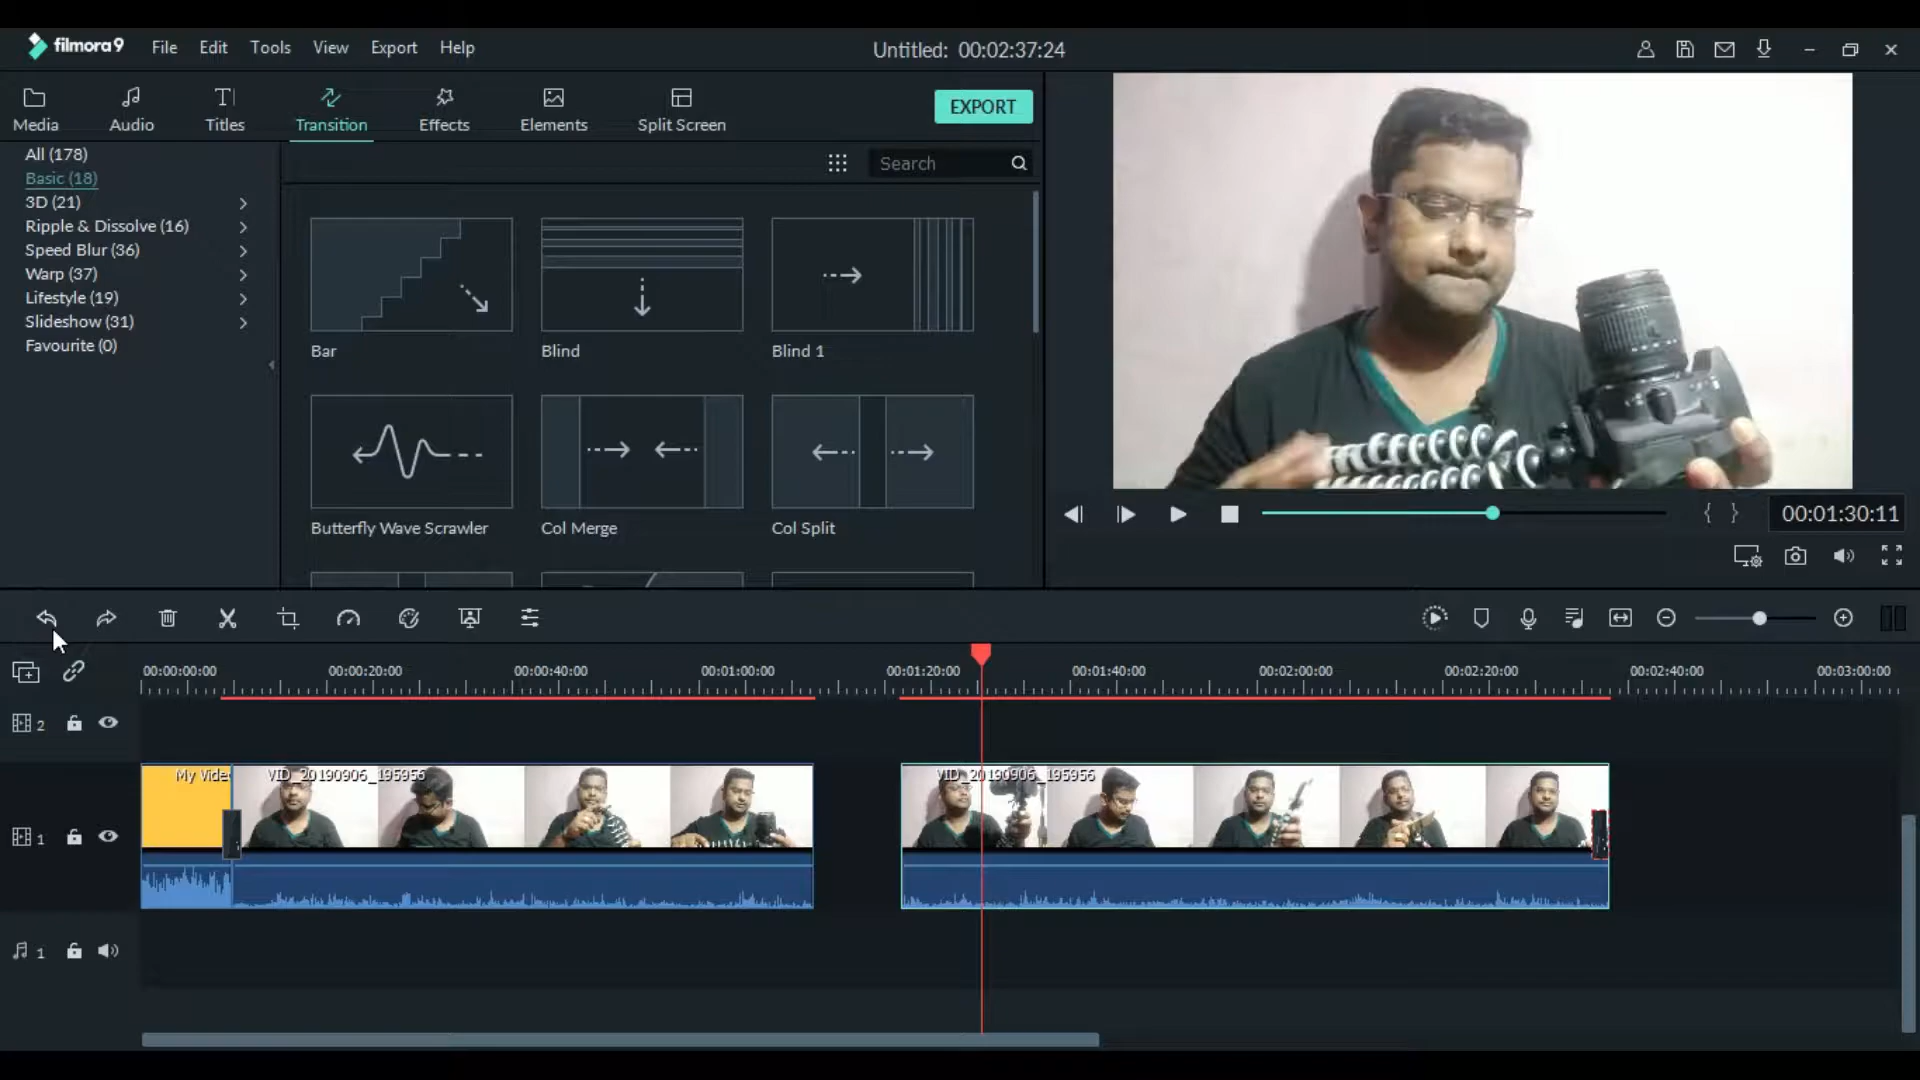 filmora9 File Edit Tools View Export Help Untitled: 00:02:37:24
Media Audio Titles Transition Effects Elements Split Screen EXPORT
All (178)
Basic (18)
3D (21)
Ripple & Dissolve (16)
Speed Blur (36)
Warp (37)
Lifestyle (19)
Slideshow (31)
Favourite (0)
Search
Bar Blind Blind 1
Butterfly Wave Scrawler Col Merge Col Split
00:01:30:11
00:00:00:00 00:00:20:00 00:00:40:00 00:01:00:00 00:01:20:00 00:01:40:00 00:02:00:00 00:02:20:00 00:02:40:00 00:03:00:00
2
My Vide VID_20190906_195956 VID_20190906_195956
1
1